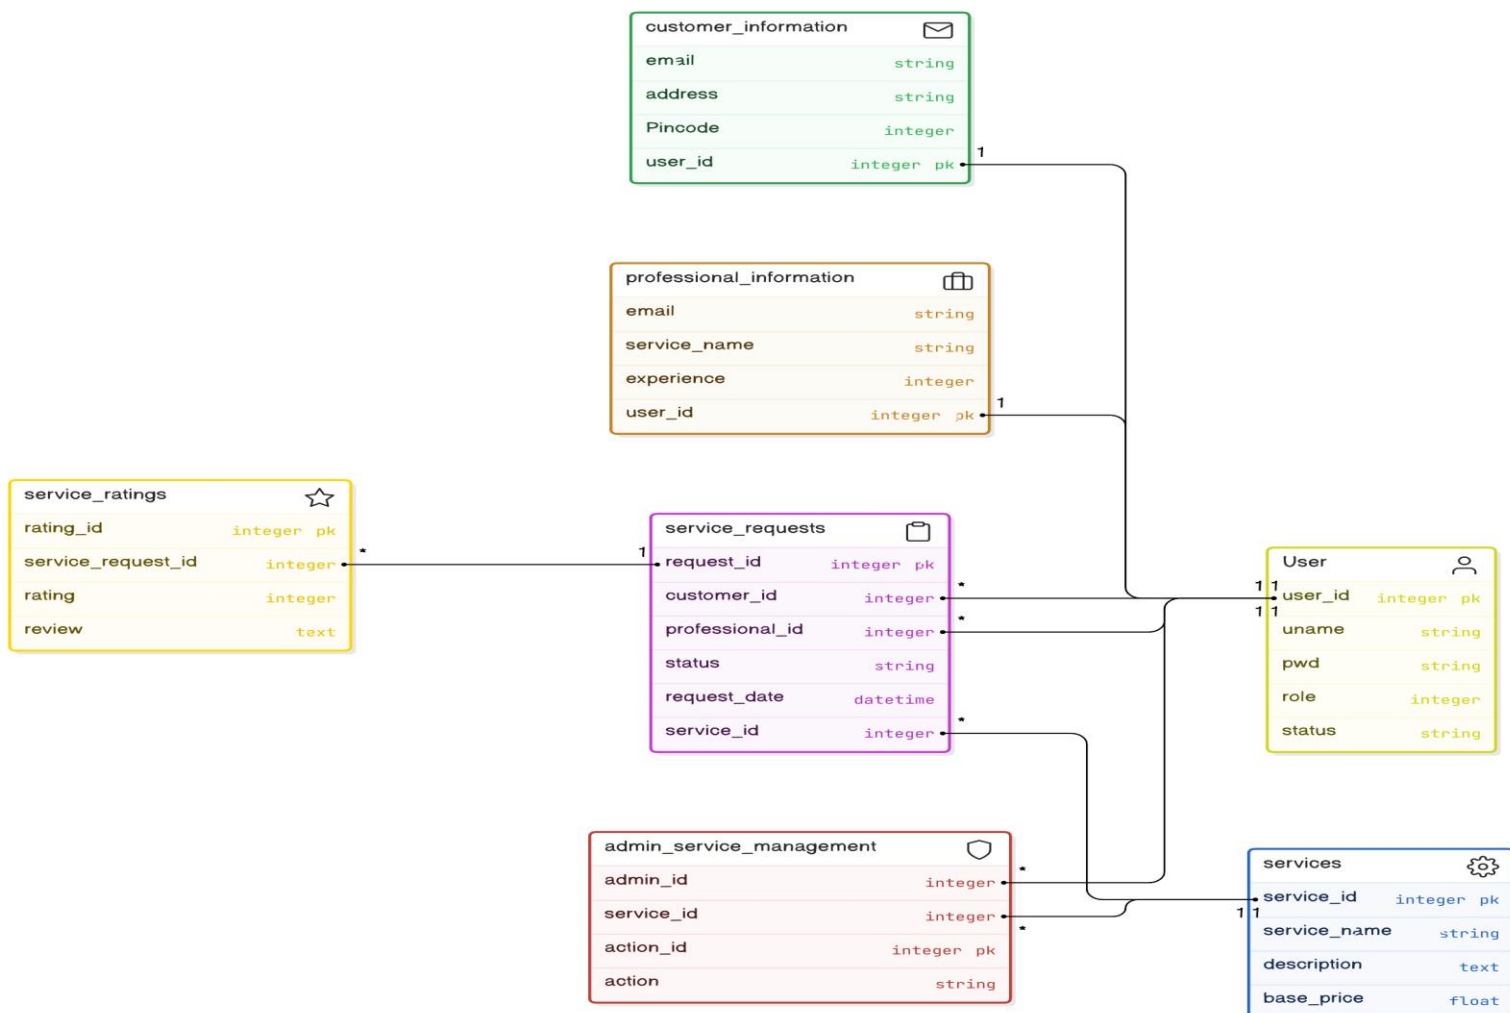 customer_information
email string
address string
Pincode integer
user_id integer pk
1
professional_information
email string
service_name string
experience integer
user_id integer pk
1
service_ratings
rating_id integer pk
service_request_id integer
rating integer
review text
*
1
service_requests
request_id integer pk
customer_id integer
professional_id integer
status string
request_date datetime
service_id integer
*
*
*
User
user_id integer pk
uname string
pwd string
role integer
status string
1 1
1 1
admin_service_management
admin_id integer
service_id integer
action_id integer pk
action string
*
*
services
service_id integer pk
service_name string
description text
base_price float
1 1